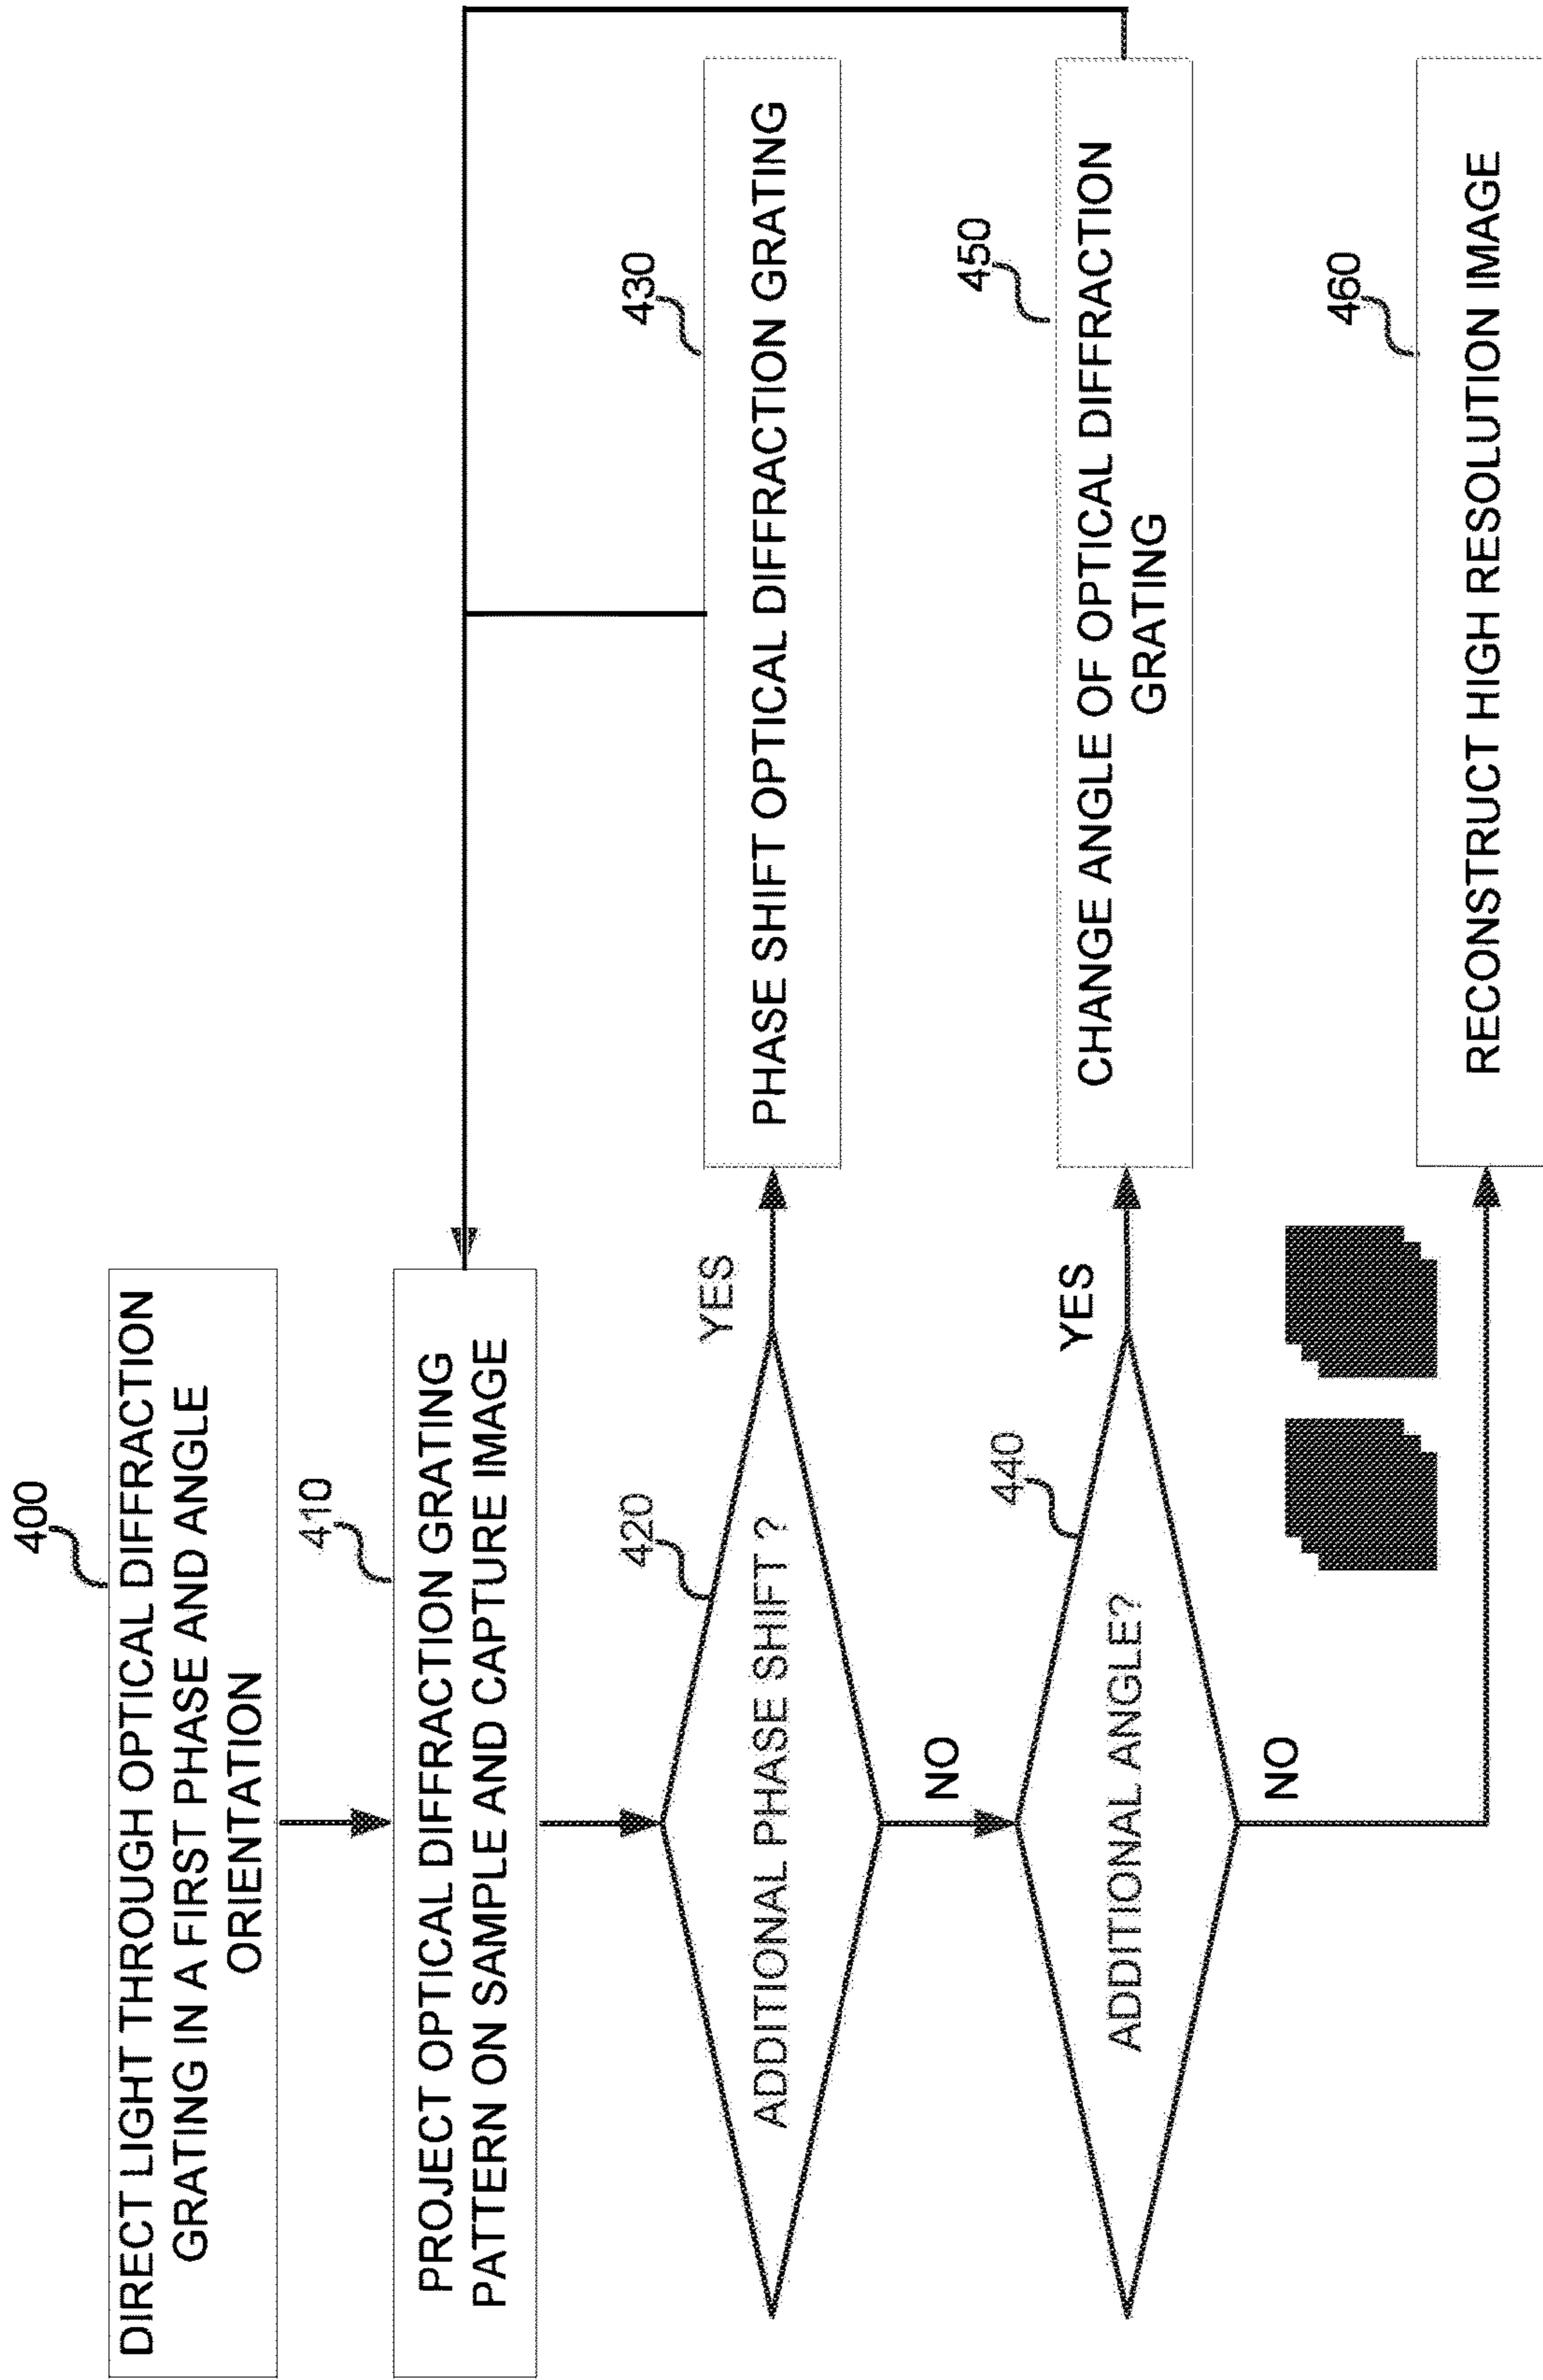 400
DIRECT LIGHT THROUGH OPTICAL DIFFRACTION
GRATING IN A FIRST PHASE AND ANGLE
ORIENTATION
410
PROJECT OPTICAL DIFFRACTION GRATING
PATTERN ON SAMPLE AND CAPTURE IMAGE
420
ADDITIONAL PHASE SHIFT ?
YES
430
PHASE SHIFT OPTICAL DIFFRACTION GRATING
NO
440
ADDITIONAL ANGLE?
YES
450
CHANGE ANGLE OF OPTICAL DIFFRACTION
GRATING
NO
460
RECONSTRUCT HIGH RESOLUTION IMAGE